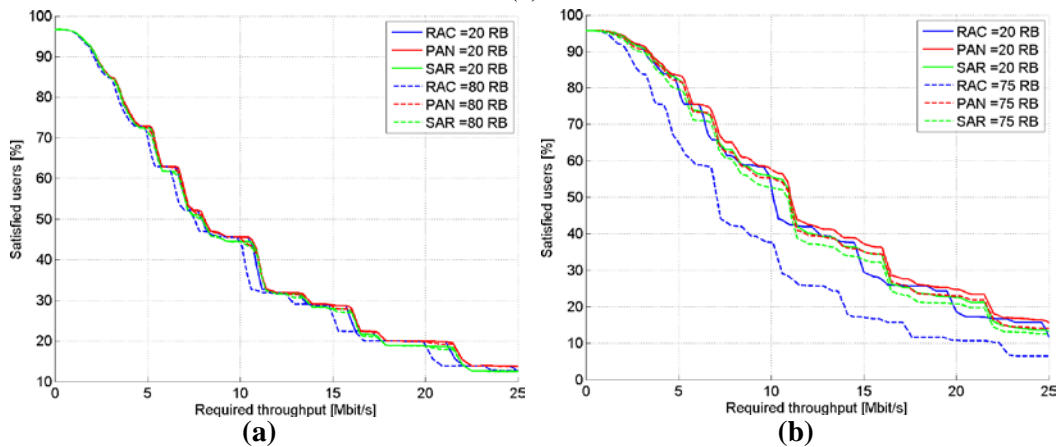 100
90
80
70
60
50
40
30
20
10
Satisfied users [%]
0
5
10
15
20
25
Required throughput [Mbit/s]
RAC =20 RB
PAN =20 RB
SAR =20 RB
RAC =80 RB
PAN =80 RB
SAR =80 RB
(a)
100
90
80
70
60
50
40
30
20
10
0
Satisfied users [%]
0
5
10
15
20
25
Required throughput [Mbit/s]
RAC =20 RB
PAN =20 RB
SAR =20 RB
RAC =75 RB
PAN =75 RB
SAR =75 RB
(b)